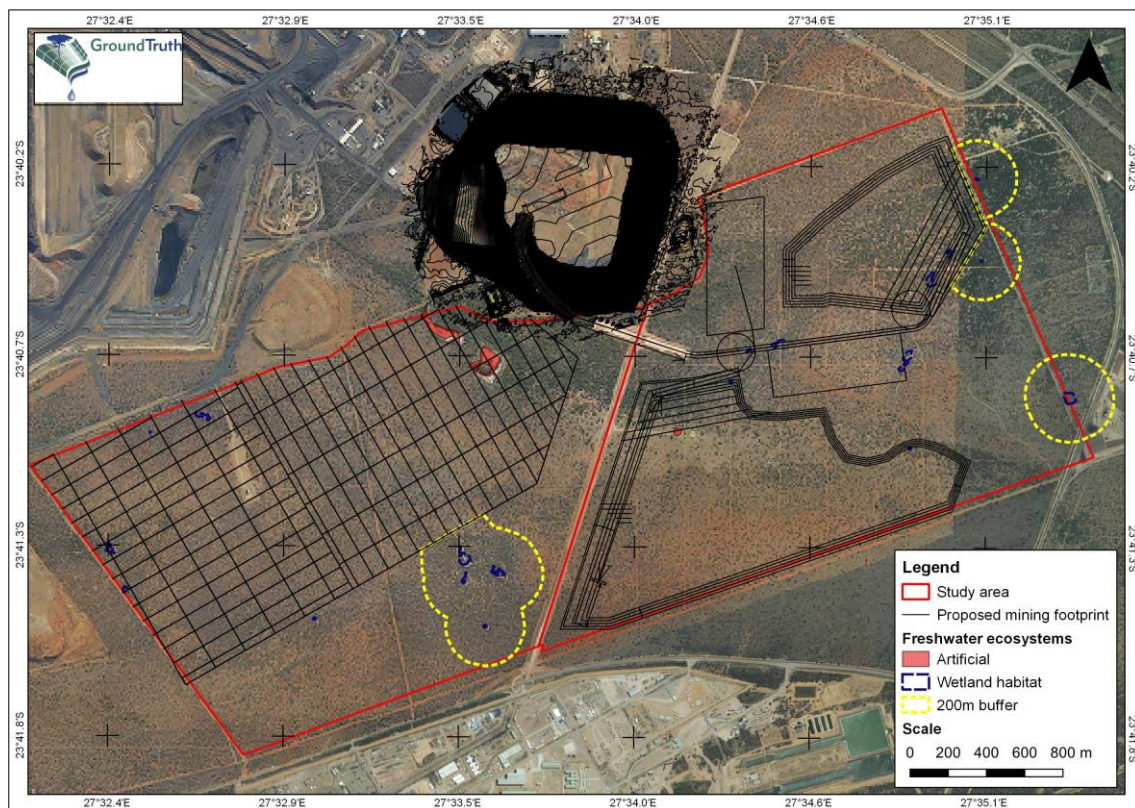 27°32.4'E 27°32.9'E 27°33.5'E 27°34.0'E 27°34.6'E 27°35.1'E
GroundTruth
23°40.2'S 23°40.2'S
23°40.7'S 23°40.7'S
23°41.3'S 23°41.3'S
23°41.8'S 23°41.8'S
Legend
Study area
Proposed mining footprint
Freshwater ecosystems
Artificial
Wetland habitat
200m buffer
Scale
0 200 400 600 800 m
27°32.4'E 27°32.9'E 27°33.5'E 27°34.0'E 27°34.6'E 27°35.1'E